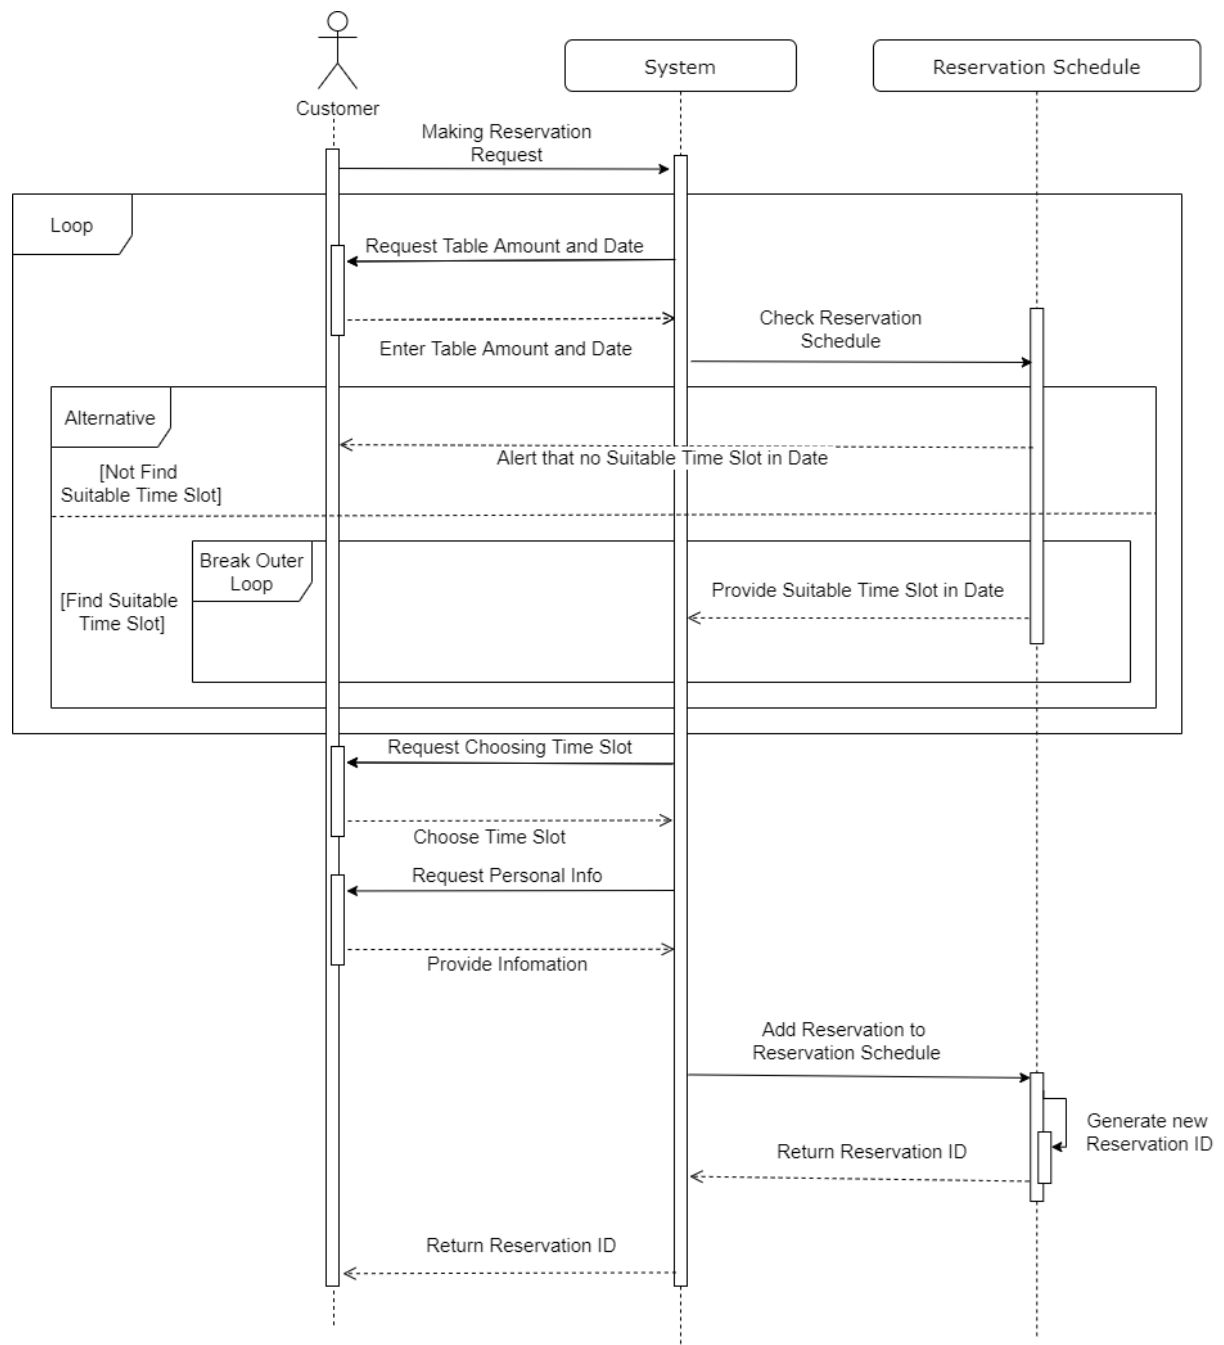 Customer
System
Reservation Schedule
Making Reservation
Request
Loop
Request Table Amount and Date
Enter Table Amount and Date
Check Reservation
Schedule
Alternative
[Not Find
Suitable Time Slot]
Alert that no Suitable Time Slot in Date
Break Outer
Loop
[Find Suitable
Time Slot]
Provide Suitable Time Slot in Date
Request Choosing Time Slot
Choose Time Slot
Request Personal Info
Provide Infomation
Add Reservation to
Reservation Schedule
Generate new
Reservation ID
Return Reservation ID
Return Reservation ID